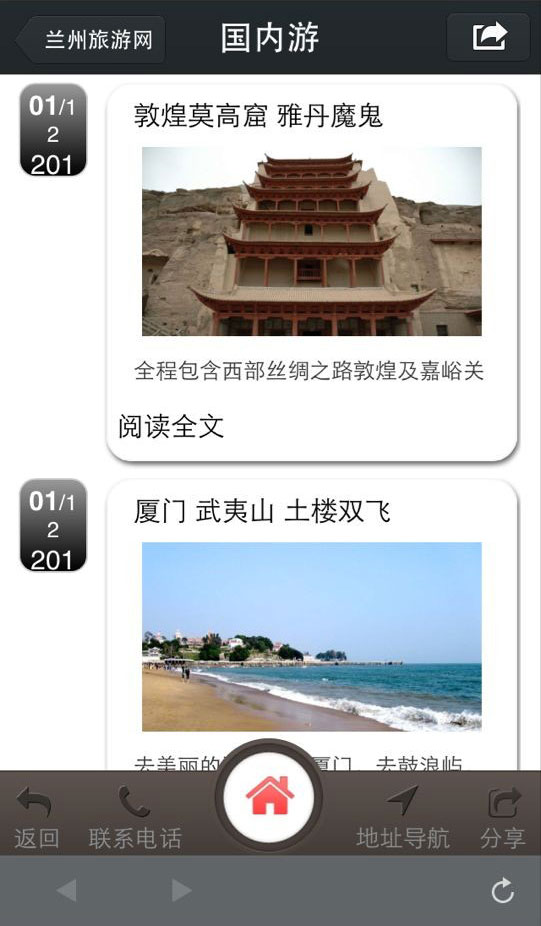 兰州旅游网
国内游
01/1
2
201
敦煌莫高窟 雅丹魔鬼
全程包含西部丝绸之路敦煌及嘉峪关
阅读全文
01/1
2
201
厦门 武夷山 土楼双飞
去美丽的
厦门，去鼓浪屿，
返回
联系电话
地址导航
分享